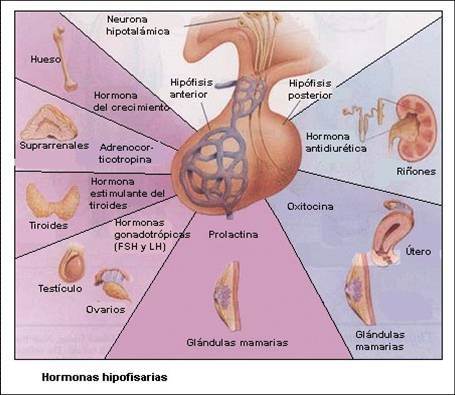 Neurona
hipotalámica
Hueso
Hipófisis
anterior
Hipófisis
posterior
Hormona
del crecimiento
Hormona
antidiurética
Suprarrenales
Adrenocor-
ticotropina
Riñones
Hormona
estimulante del
tiroides
Tiroides
Hormonas
gonadotrópicas
(FSH y LH)
Prolactina
Oxitocina
Útero
Testículo
Ovarios
Glándulas mamarias
Glándulas
mamarias
Hormonas hipofisarias